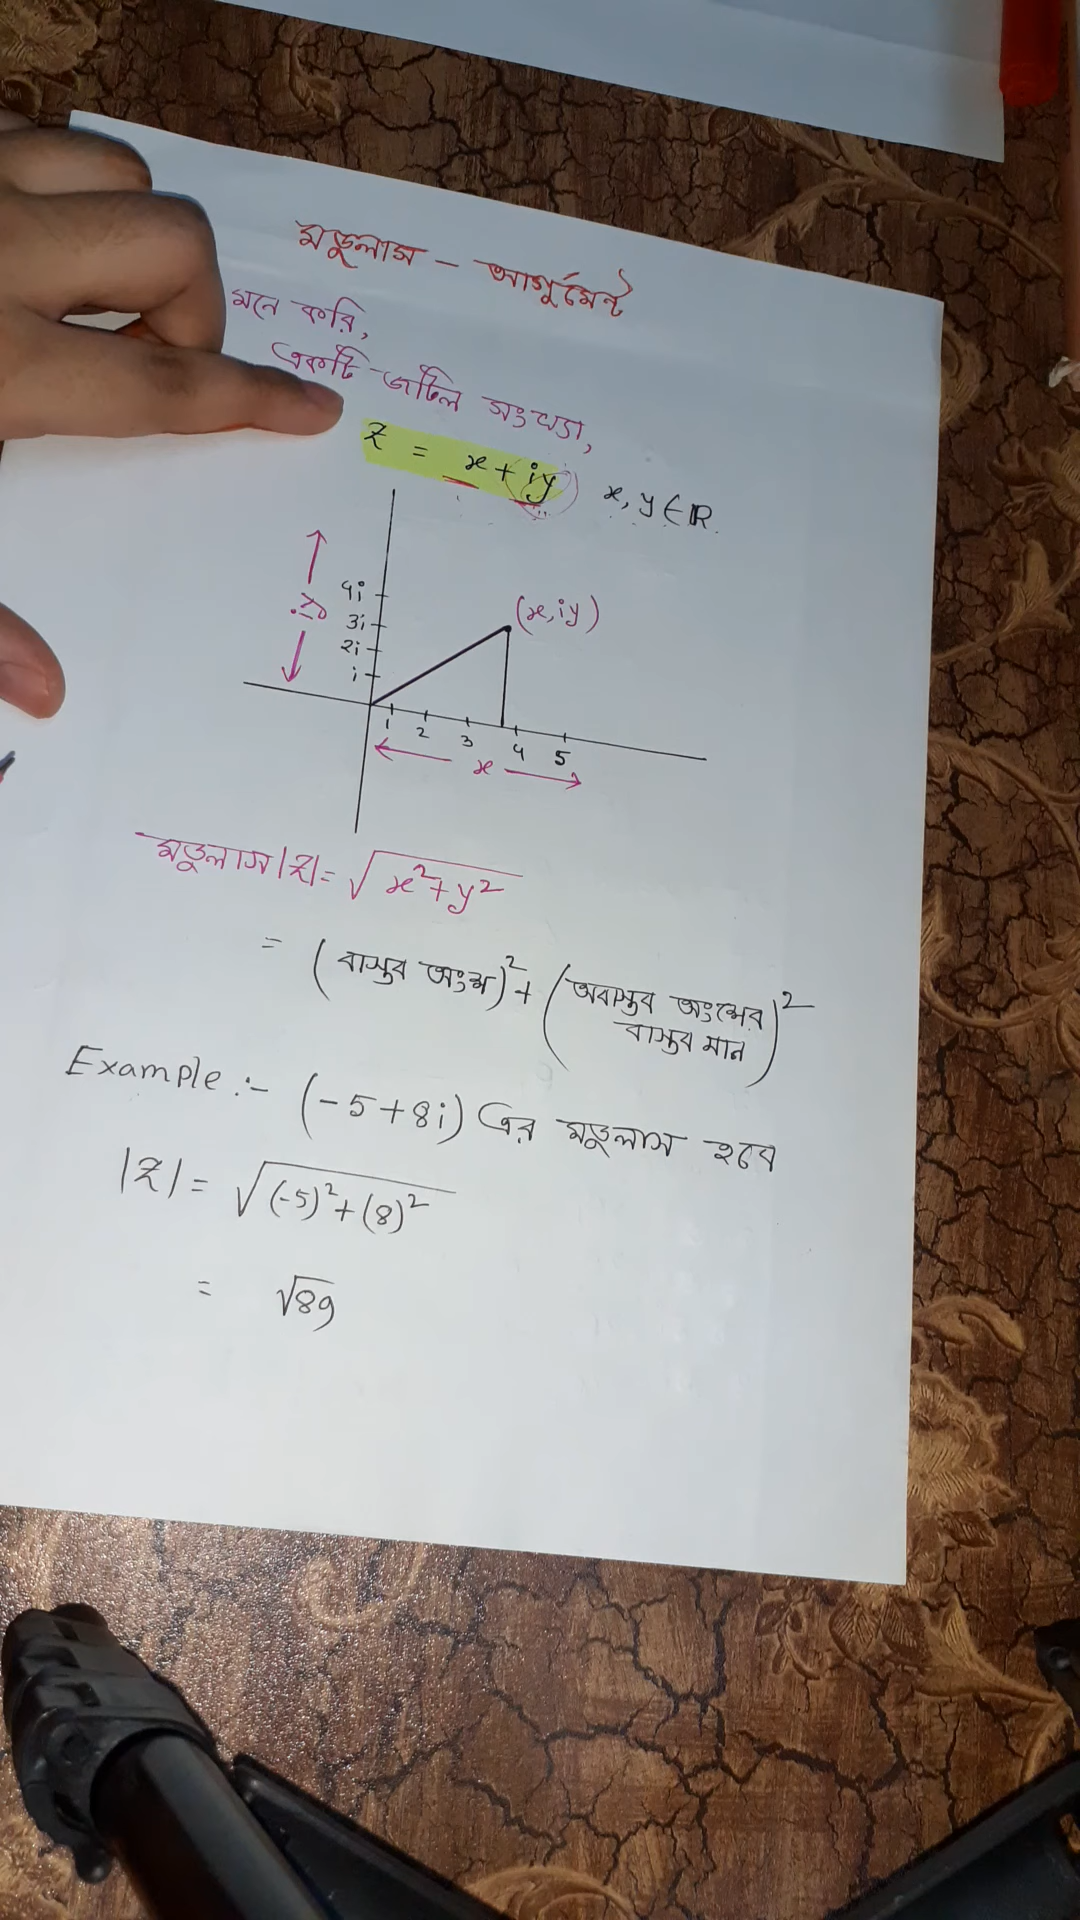 মডুলাস - আর্গুমেন্ট
মনে করি,
একটি জটিল সংখ্যা,
Z = x + iy   x, y ∈ ℝ.
(x, iy)
4i
3i
2i
i
iy
1 2 3 4 5
x
মডুলাস |Z| = √x²+y²
= (বাস্তব অংশ)² + (অবাস্তব অংশের বাস্তব মান)²
Example :- (-5+8i) এর মডুলাস হবে
|Z| = √(-5)²+(8)²
= √89